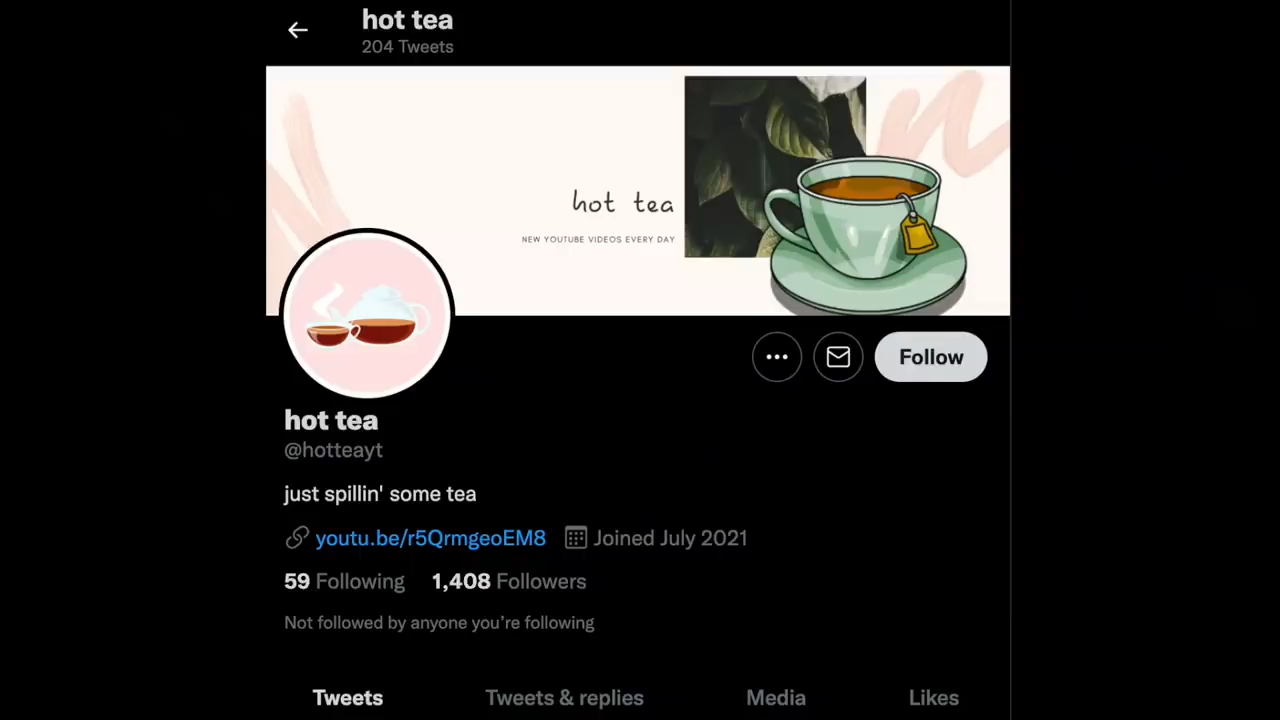 hot tea
204 Tweets
hot tea
NEW YOUTUBE VIDEOS EVERY DAY
Follow
hot tea
@hotteayt
just spillin' some tea
youtu.be/r5QrmgeoEM8 Joined July 2021
59 Following 1,408 Followers
Not followed by anyone you’re following
Tweets Tweets & replies Media Likes